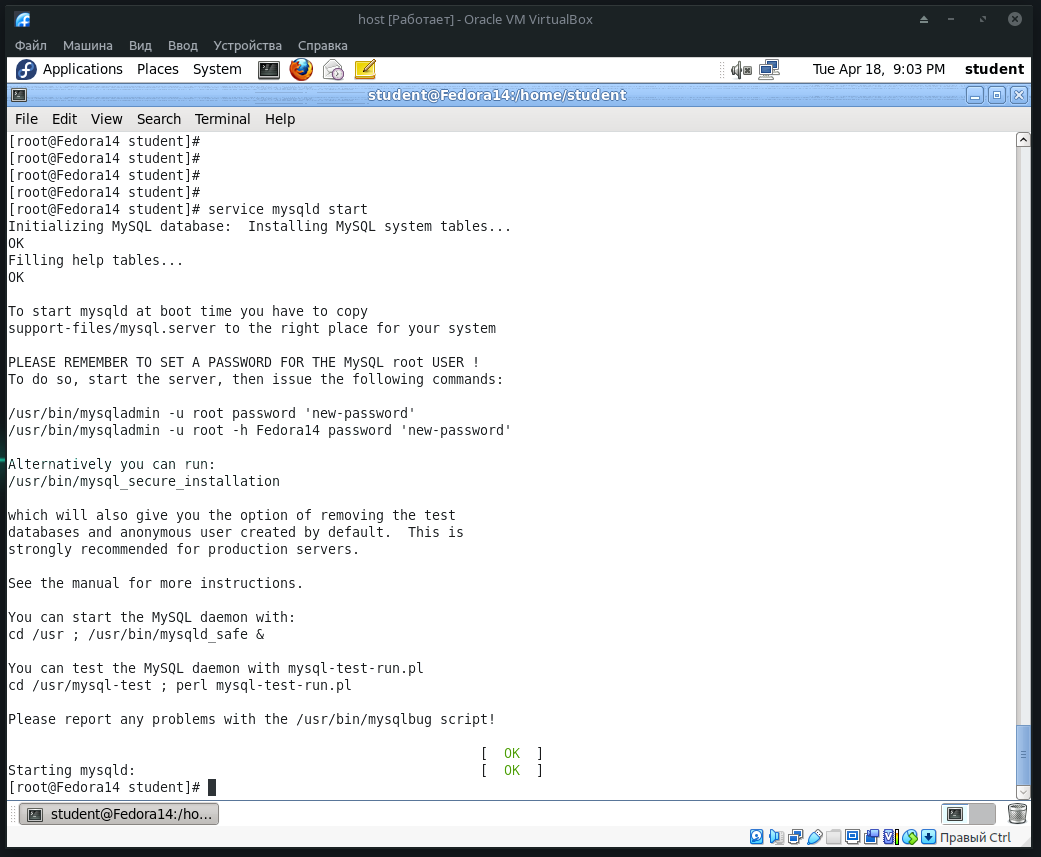 host [Работает] - Oracle VM VirtualBox
Файл Машина Вид Ввод Устройства Справка
Applications Places System Tue Apr 18, 9:03 PM student
student@Fedora14:/home/student
File Edit View Search Terminal Help
[root@Fedora14 student]#
[root@Fedora14 student]#
[root@Fedora14 student]#
[root@Fedora14 student]#
[root@Fedora14 student]# service mysqld start
Initializing MySQL database:  Installing MySQL system tables...
OK
Filling help tables...
OK
To start mysqld at boot time you have to copy
support-files/mysql.server to the right place for your system
PLEASE REMEMBER TO SET A PASSWORD FOR THE MySQL root USER !
To do so, start the server, then issue the following commands:
/usr/bin/mysqladmin -u root password 'new-password'
/usr/bin/mysqladmin -u root -h Fedora14 password 'new-password'
Alternatively you can run:
/usr/bin/mysql_secure_installation
which will also give you the option of removing the test
databases and anonymous user created by default.  This is
strongly recommended for production servers.
See the manual for more instructions.
You can start the MySQL daemon with:
cd /usr ; /usr/bin/mysqld_safe &
You can test the MySQL daemon with mysql-test-run.pl
cd /usr/mysql-test ; perl mysql-test-run.pl
Please report any problems with the /usr/bin/mysqlbug script!
[  OK  ]
Starting mysqld: [  OK  ]
[root@Fedora14 student]#
student@Fedora14:/ho...
Правый Ctrl